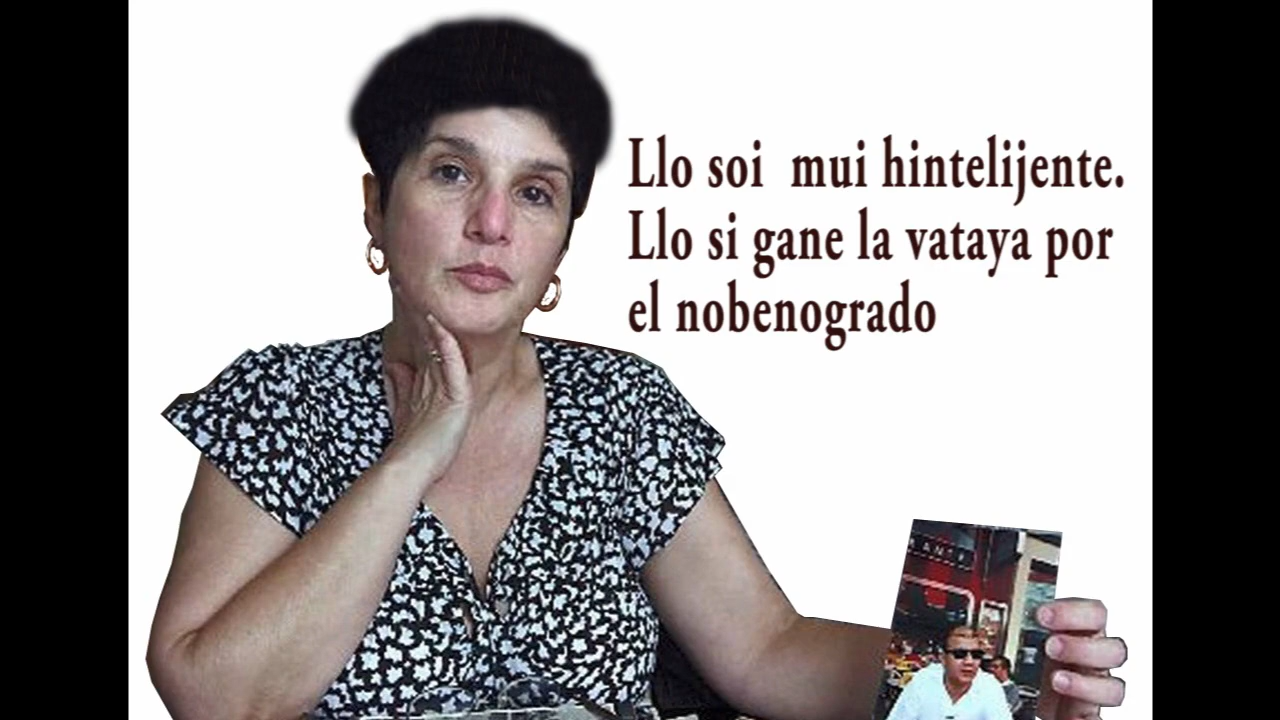 Llo soi mui hintelijente.
Llo si gane la vataya por
el nobenogrado